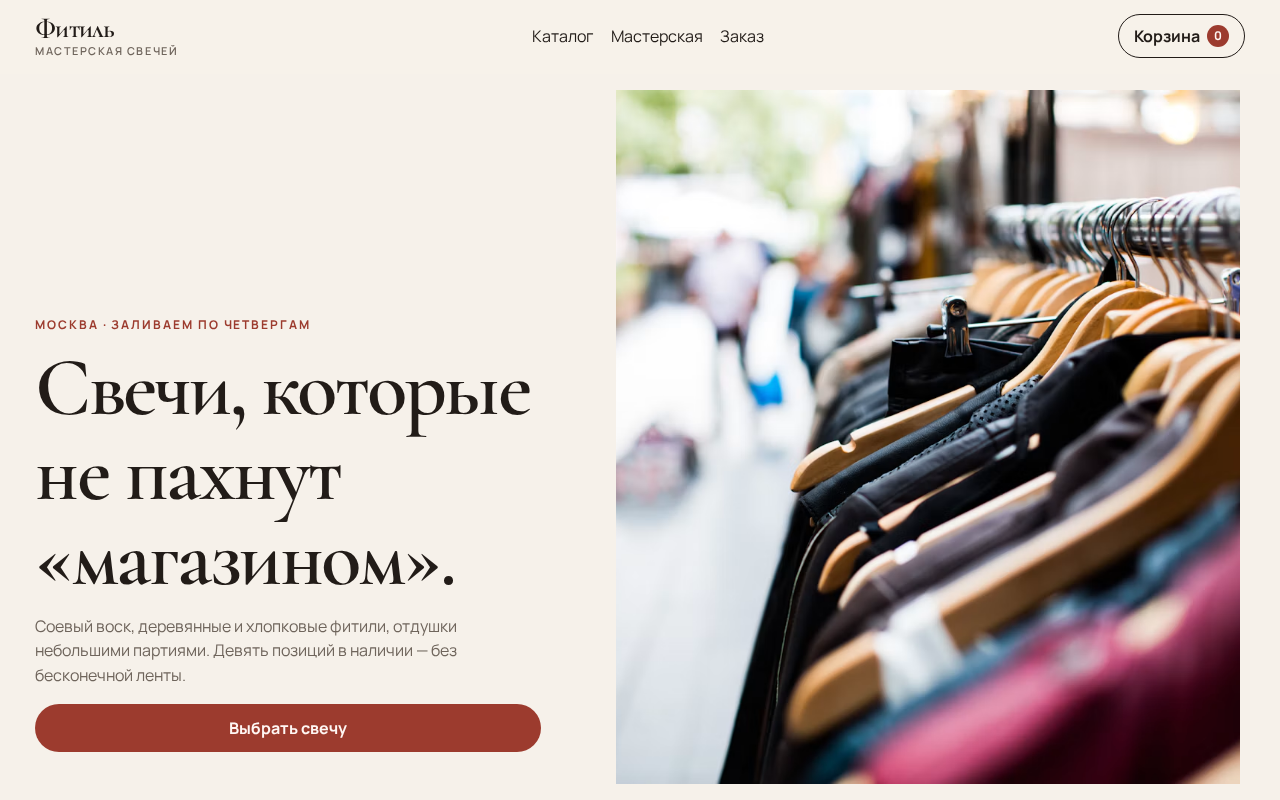 Фитиль
МАСТЕРСКАЯ СВЕЧЕЙ
Каталог Мастерская Заказ
Корзина 0
МОСКВА · ЗАЛИВАЕМ ПО ЧЕТВЕРГАМ
Свечи, которые
не пахнут
«магазином».
Соевый воск, деревянные и хлопковые фитили, отдушки
небольшими партиями. Девять позиций в наличии — без
бесконечной ленты.
Выбрать свечу